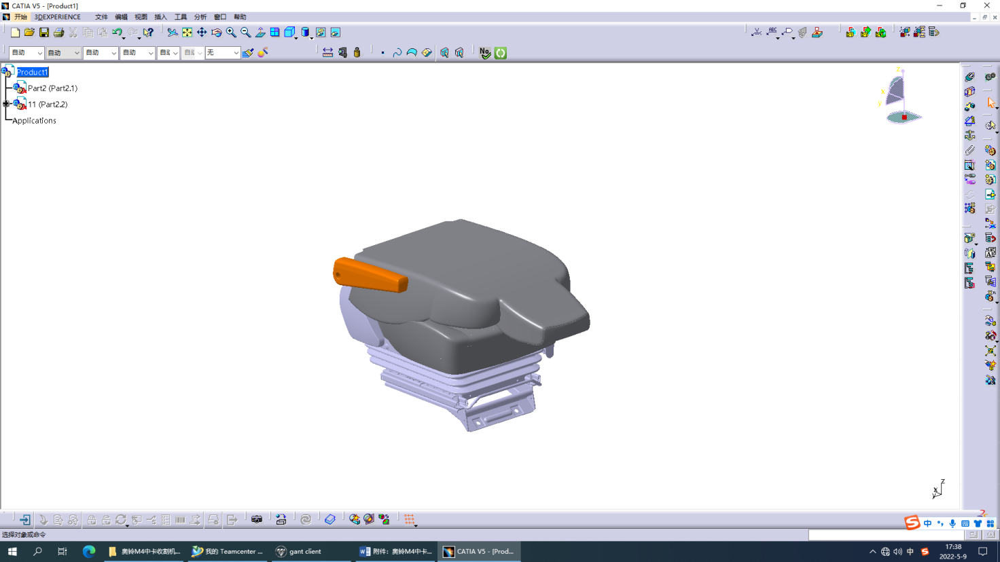 CATIA V5 - [Product1]
开始 3DEXPERIENCE 文件 编辑 视图 插入 工具 分析 窗口 帮助
自动 自动 自动 自动 自动 自动 无
No
ABC
Product1
Part2 (Part2.1)
11 (Part2.2)
Applications
z
x
y
z
x
y
选择对象或命令
中
奥铃M4中卡收割机...
我的 Teamcenter ...
gant client
附件：奥铃M4中卡...
CATIA V5 - [Prod...
中
17:38
2022-5-9